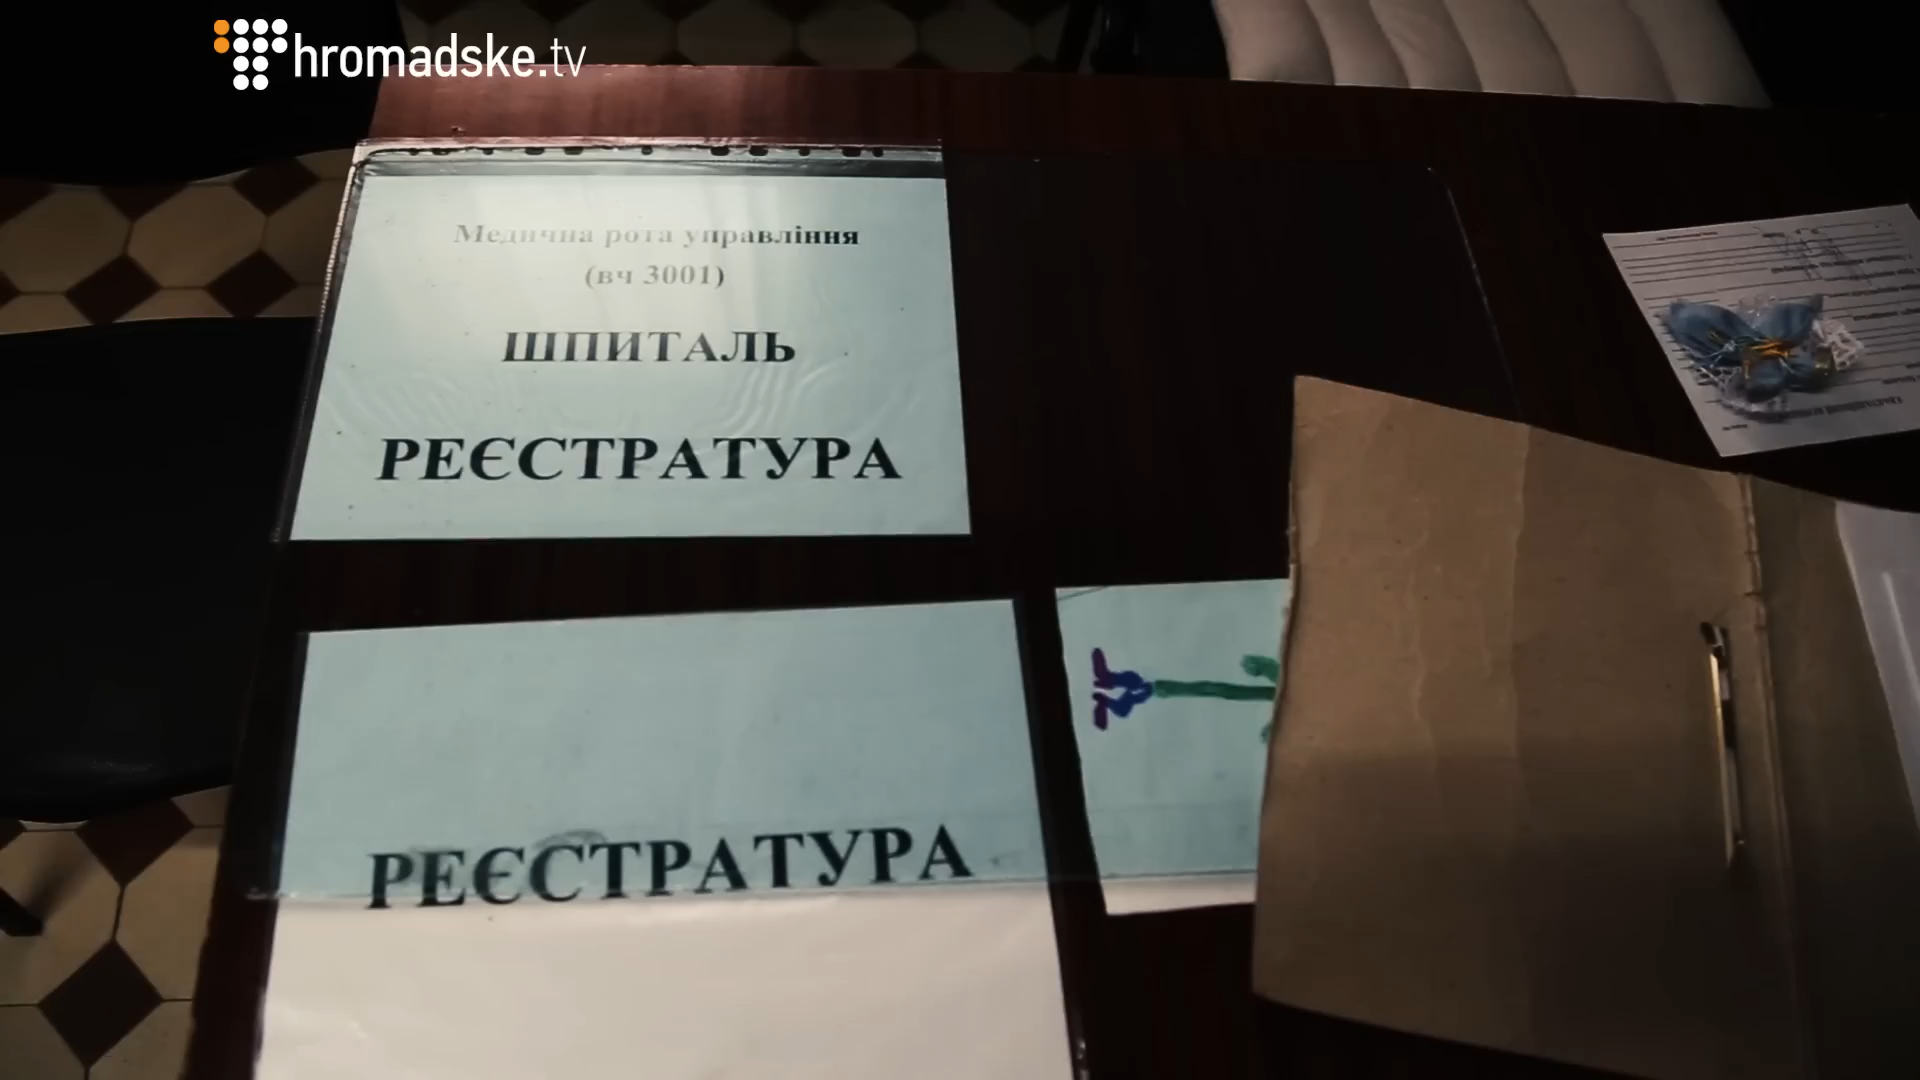 hromadske.tv
Медична рота управління
(вч 3001)
ШПИТАЛЬ
РЕЄСТРАТУРА
РЕЄСТРАТУРА